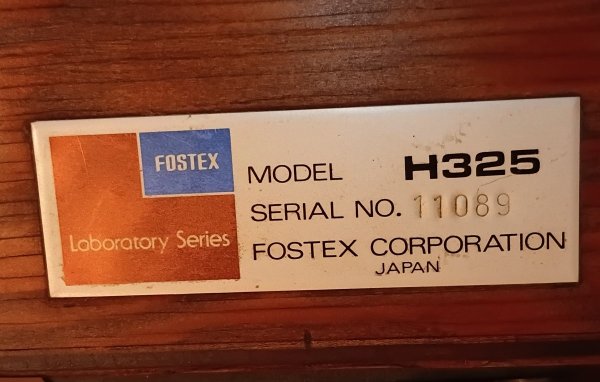 FOSTEX
Laboratory Series
MODEL H325
SERIAL NO. 11089
FOSTEX CORPORATION
JAPAN